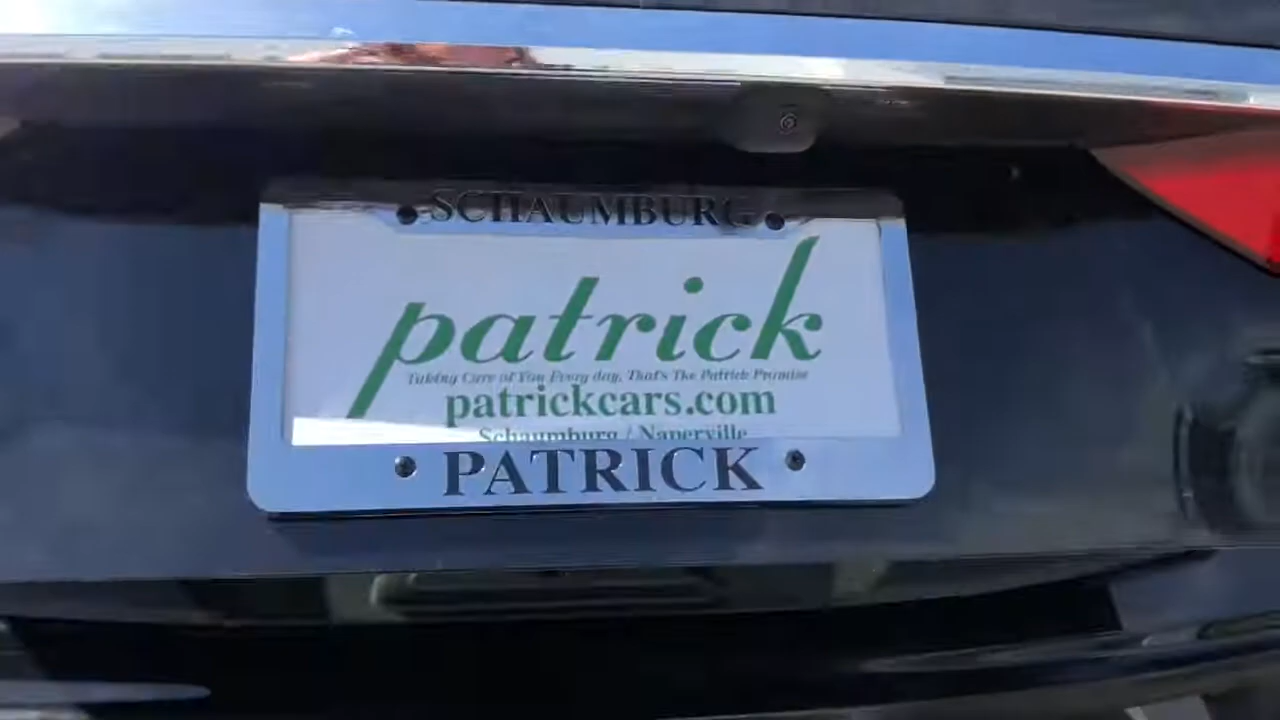 SCHAUMBURG
patrick
Taking Care of You Every day, That's The Patrick Promise
patrickcars.com
Schaumburg / Naperville
PATRICK